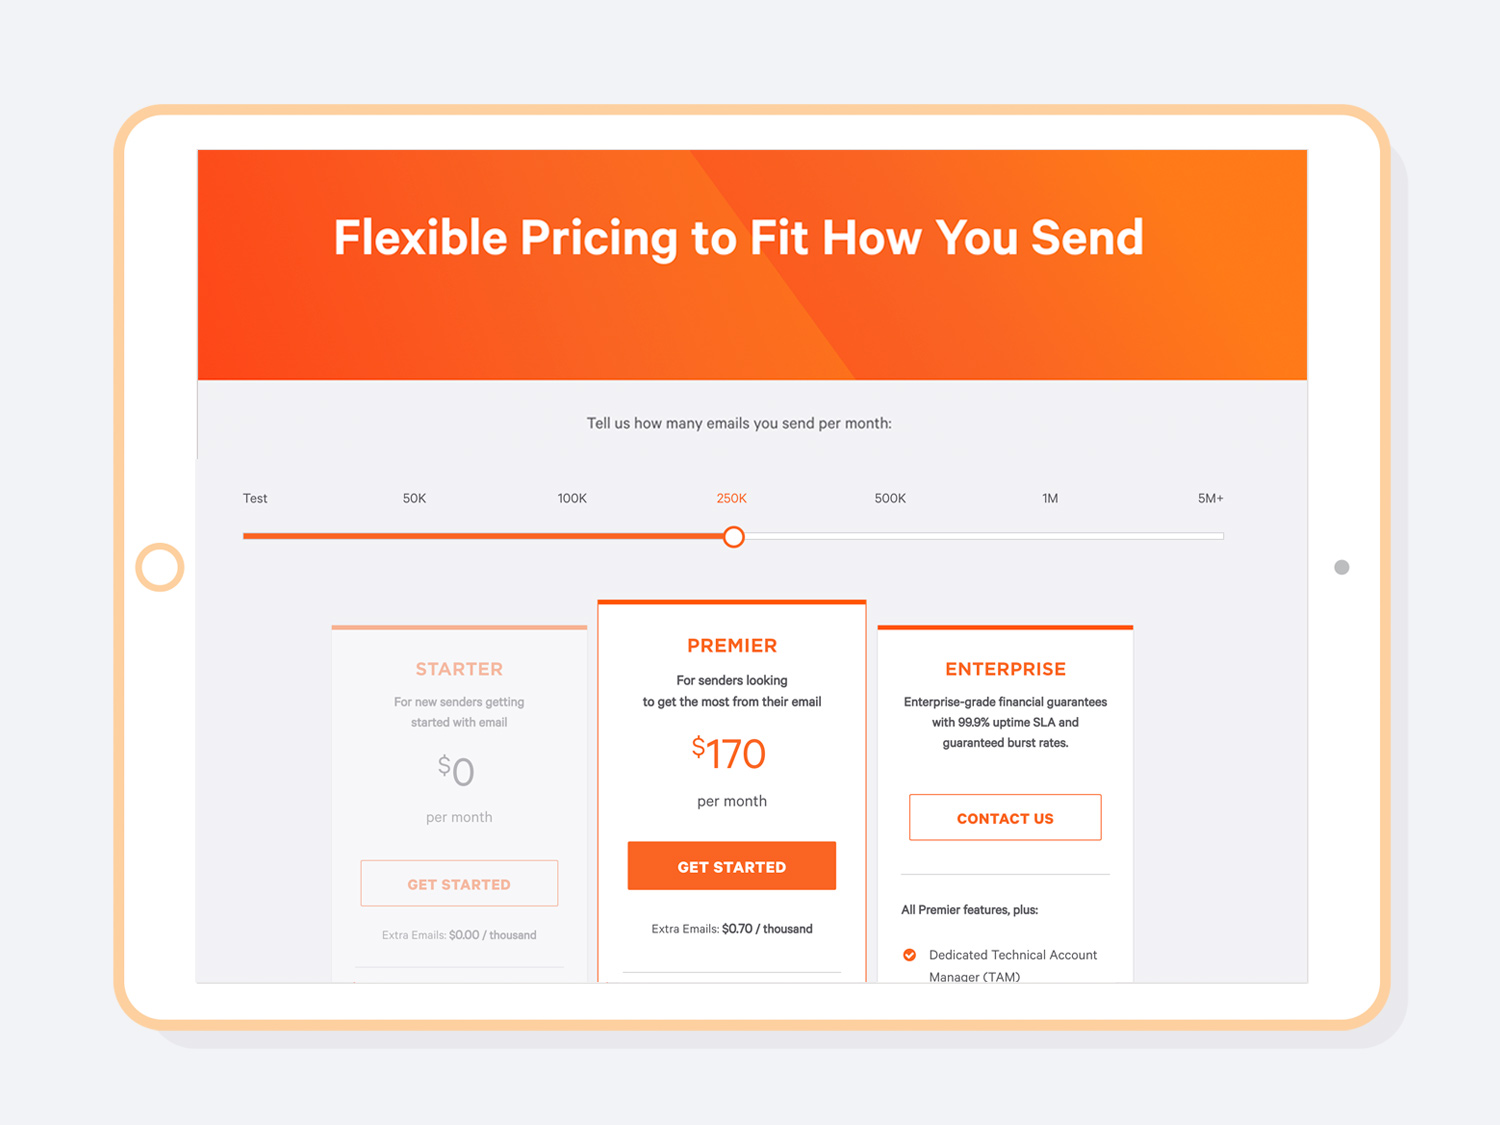 Flexible Pricing to Fit How You Send
Tell us how many emails you send per month:
Test 50K 100K 250K 500K 1M 5M+
STARTER
For new senders getting
started with email
$0
per month
GET STARTED
Extra Emails: $0.00 / thousand
PREMIER
For senders looking
to get the most from their email
$170
per month
GET STARTED
Extra Emails: $0.70 / thousand
ENTERPRISE
Enterprise-grade financial guarantees
with 99.9% uptime SLA and
guaranteed burst rates.
CONTACT US
All Premier features, plus:
Dedicated Technical Account
Manager (TAM)